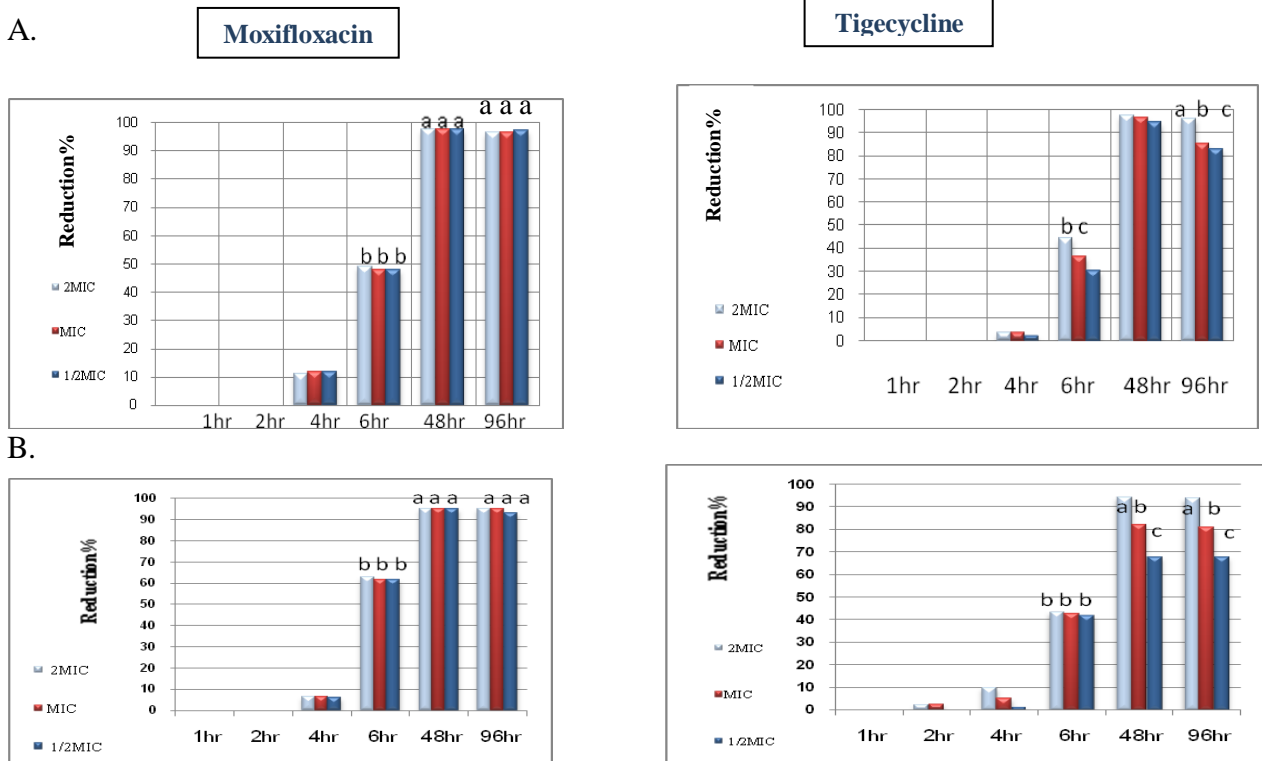 A.
Moxifloxacin
Tigecycline
Reduction%
100
90
80
70
60
50
40
30
20
10
0
a a a
a a a
b b b
2MIC
MIC
1/2MIC
1hr 2hr 4hr 6hr 48hr 96hr
Reduction%
100
90
80
70
60
50
40
30
20
10
0
a b c
b c
2MIC
MIC
1/2MIC
1hr 2hr 4hr 6hr 48hr 96hr
B.
Reduction%
100
90
80
70
60
50
40
30
20
10
0
a a a a a a
b b b
2MIC
MIC
1/2MIC
1hr 2hr 4hr 6hr 48hr 96hr
Reduction%
100
90
80
70
60
50
40
30
20
10
0
a b a b
c c
b b b
2MIC
MIC
1/2MIC
1hr 2hr 4hr 6hr 48hr 96hr